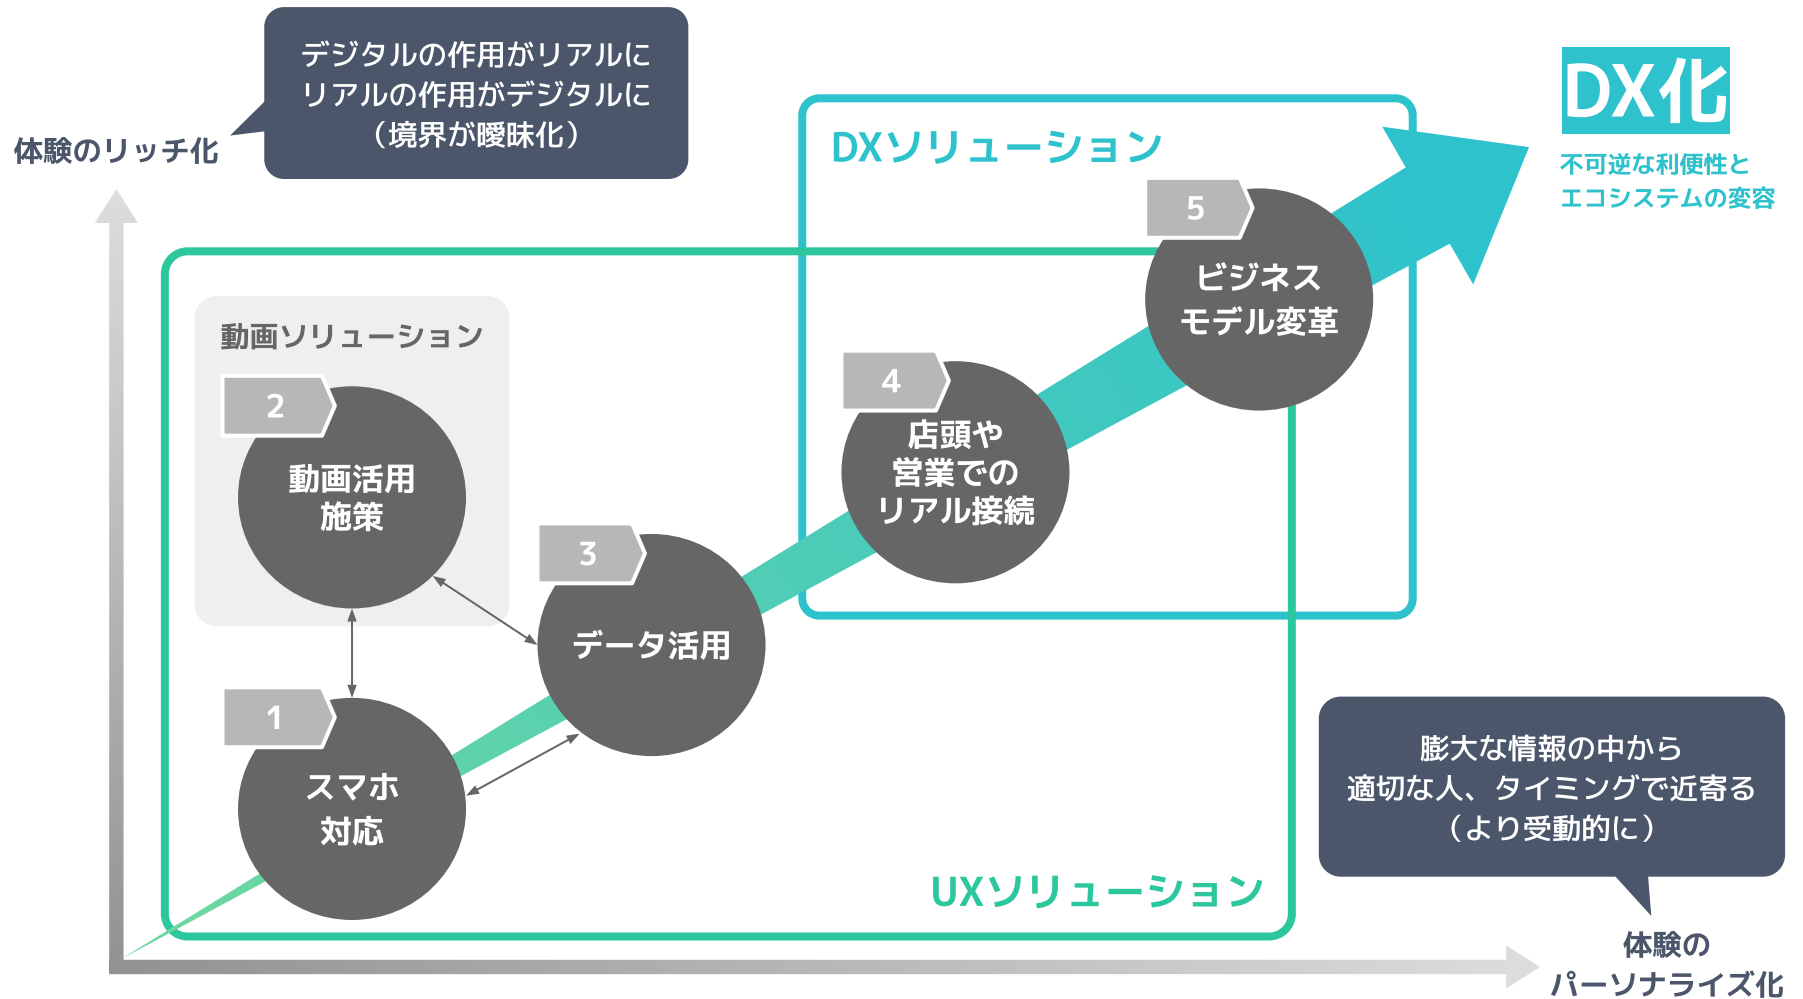 デジタルの作用がリアルに
リアルの作用がデジタルに
（境界が曖昧化）
体験のリッチ化
DX化
不可逆な利便性と
エコシステムの変容
DXソリューション
5
ビジネス
モデル変革
動画ソリューション
2
動画活用
施策
4
店頭や
営業での
リアル接続
3
データ活用
1
スマホ
対応
UXソリューション
膨大な情報の中から
適切な人、タイミングで近寄る
（より受動的に）
体験の
パーソナライズ化